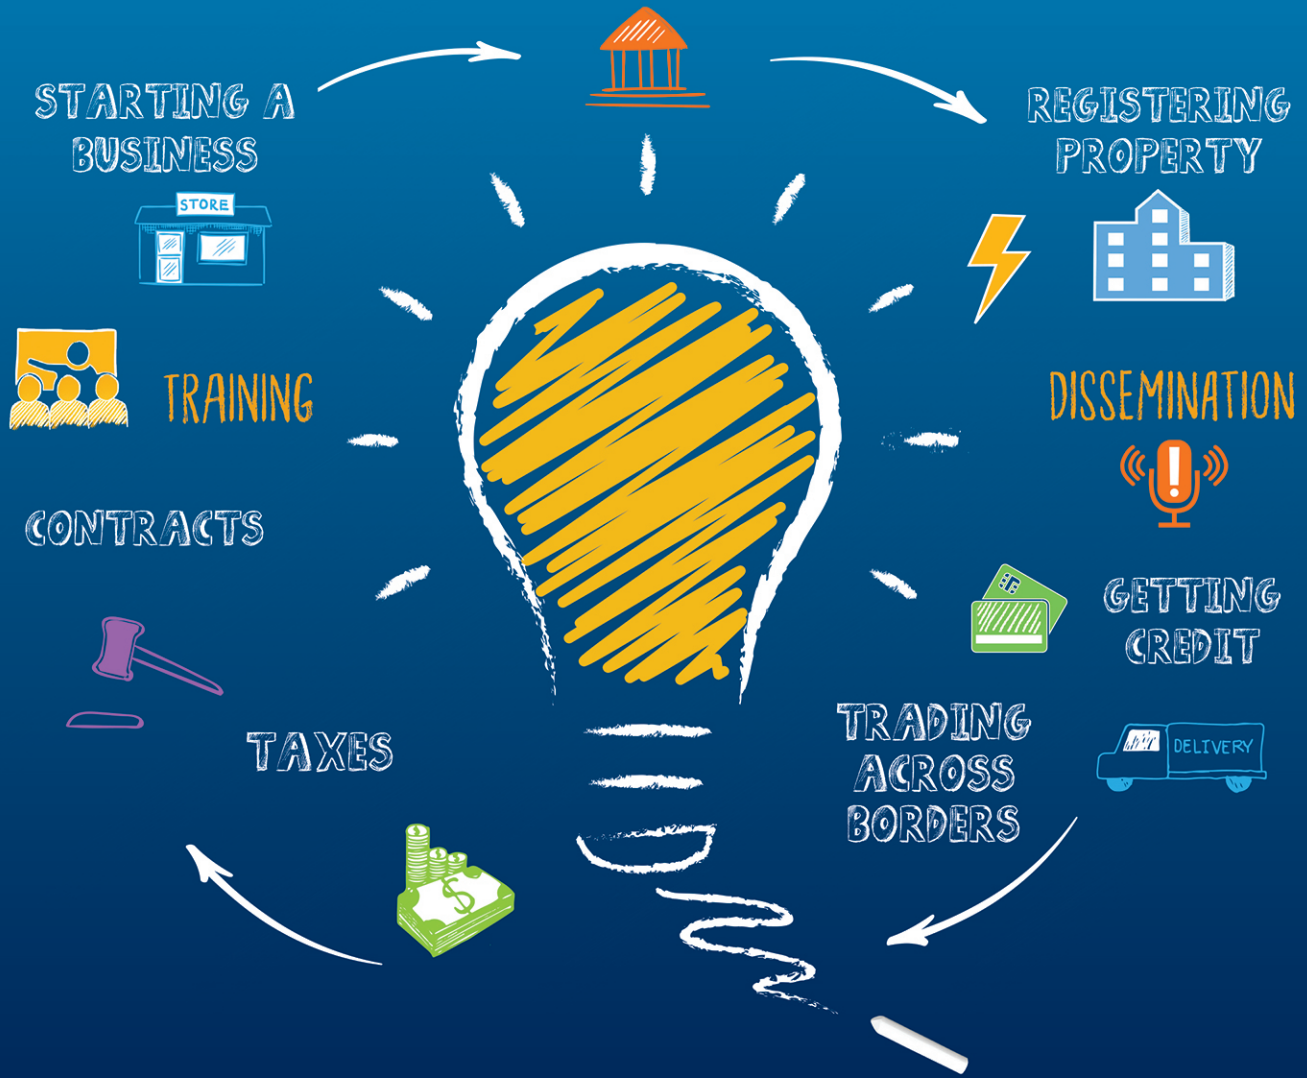 STARTING A
BUSINESS
STORE
REGISTERING
PROPERTY
TRAINING
DISSEMINATION
CONTRACTS
GETTING
CREDIT
TAXES
TRADING
ACROSS
BORDERS
DELIVERY